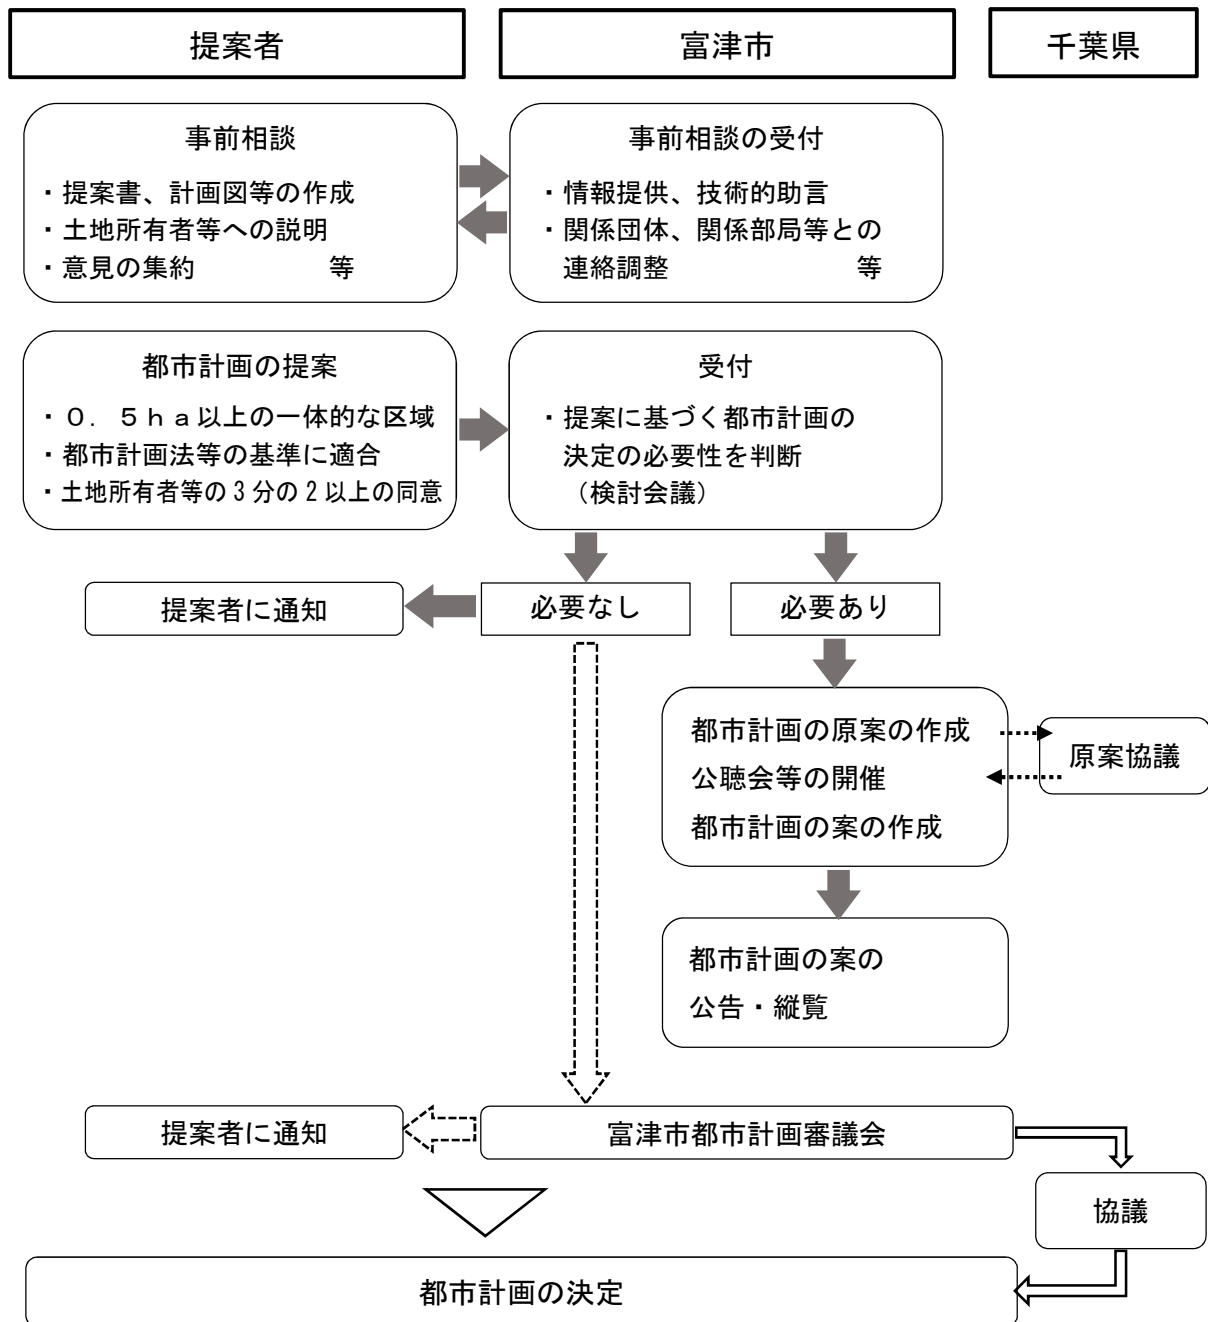 提案者
富津市
千葉県
事前相談
・提案書、計画図等の作成
・土地所有者等への説明
・意見の集約　　　　　等
事前相談の受付
・情報提供、技術的助言
・関係団体、関係部局等との
連絡調整　　　　　　　等
都市計画の提案
・０．５ｈａ以上の一体的な区域
・都市計画法等の基準に適合
・土地所有者等の3分の2以上の同意
受付
・提案に基づく都市計画の
決定の必要性を判断
（検討会議）
提案者に通知
必要なし
必要あり
都市計画の原案の作成
公聴会等の開催
都市計画の案の作成
原案協議
都市計画の案の
公告・縦覧
提案者に通知
富津市都市計画審議会
協議
都市計画の決定